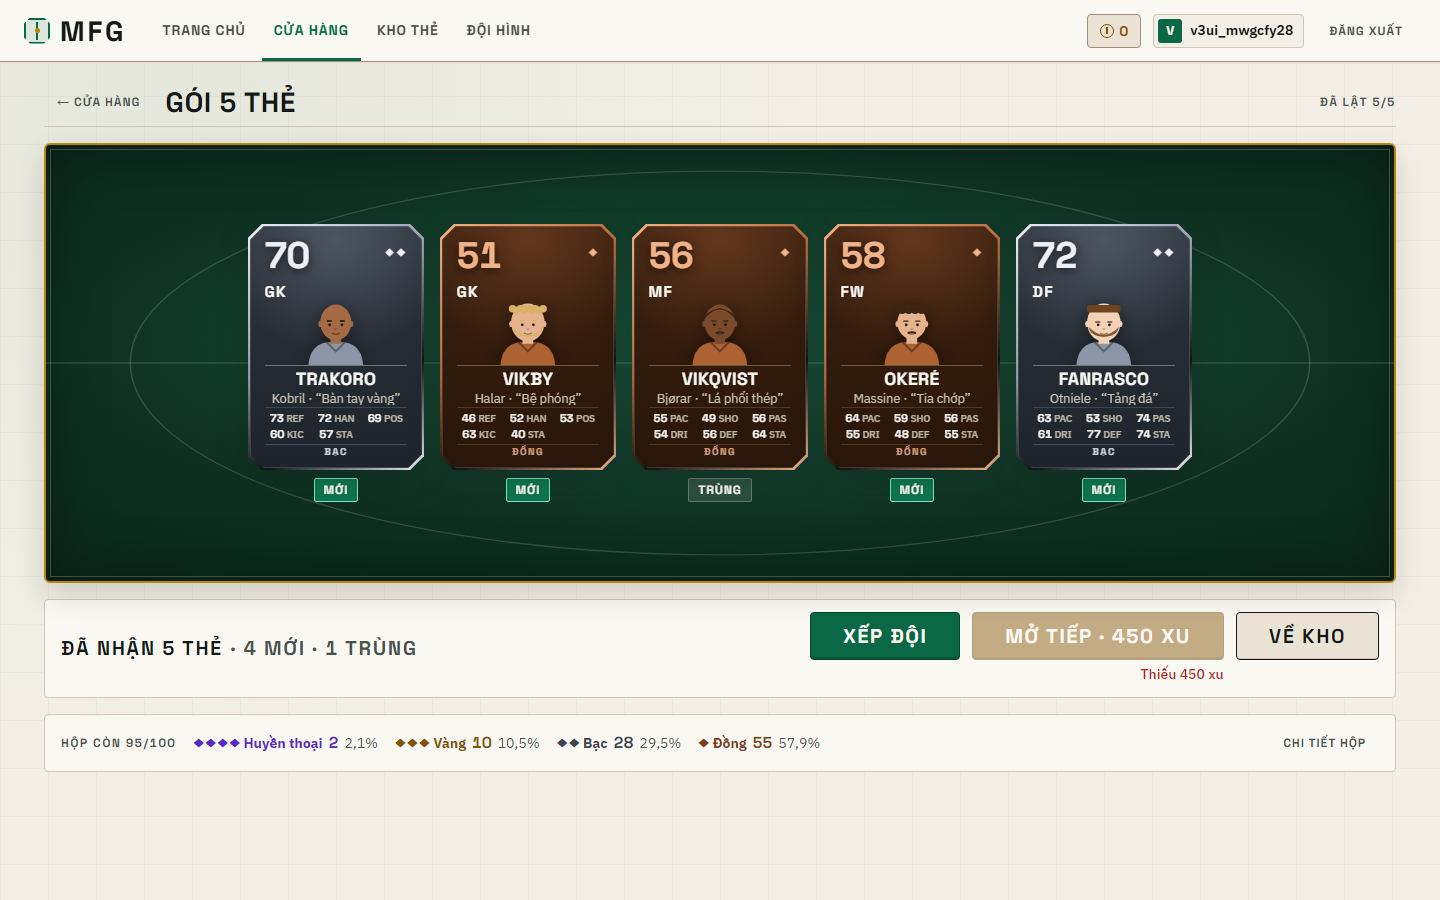 MFG
TRANG CHỦ
CỬA HÀNG
KHO THẺ
ĐỘI HÌNH
0
V
v3ui_mwgcfy28
ĐĂNG XUẤT
← CỬA HÀNG
GÓI 5 THẺ
ĐÃ LẬT 5/5
70
GK
TRAKORO
Kobril · “Bàn tay vàng”
73 REF 72 HAN 69 POS
60 KIC 57 STA
BẠC
MỚI
51
GK
VIKBY
Halar · “Bệ phóng”
46 REF 52 HAN 53 POS
63 KIC 40 STA
ĐỒNG
MỚI
56
MF
VIKQVIST
Bjørar · “Lá phổi thép”
55 PAC 49 SHO 56 PAS
54 DRI 56 DEF 64 STA
ĐỒNG
TRÙNG
58
FW
OKERÉ
Massine · “Tia chớp”
64 PAC 59 SHO 56 PAS
55 DRI 48 DEF 55 STA
ĐỒNG
MỚI
72
DF
FANRASCO
Otniele · “Tảng đá”
63 PAC 53 SHO 74 PAS
61 DRI 77 DEF 74 STA
BẠC
MỚI
ĐÃ NHẬN 5 THẺ · 4 MỚI · 1 TRÙNG
XẾP ĐỘI
MỞ TIẾP · 450 XU
Thiếu 450 xu
VỀ KHO
HỘP CÒN 95/100
◆◆◆◆ Huyền thoại 2 2,1%
◆◆◆ Vàng 10 10,5%
◆◆ Bạc 28 29,5%
◆ Đồng 55 57,9%
CHI TIẾT HỘP